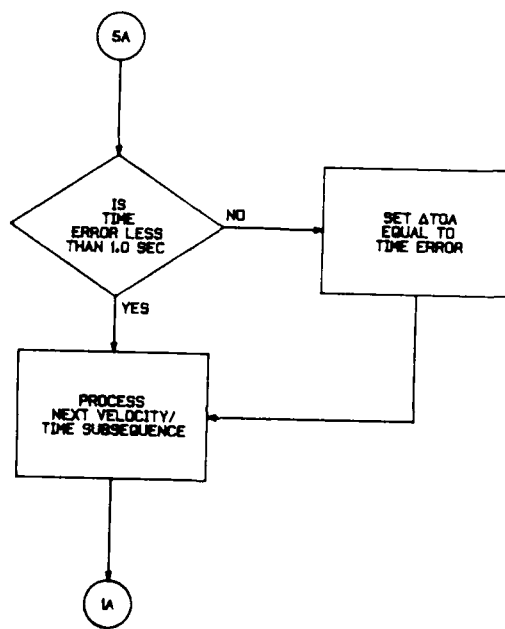 5A
IS
TIME
ERROR LESS
THAN 1.0 SEC
NO
SET ΔTOA
EQUAL TO
TIME ERROR
YES
PROCESS
NEXT VELOCITY/
TIME SUBSEQUENCE
1A